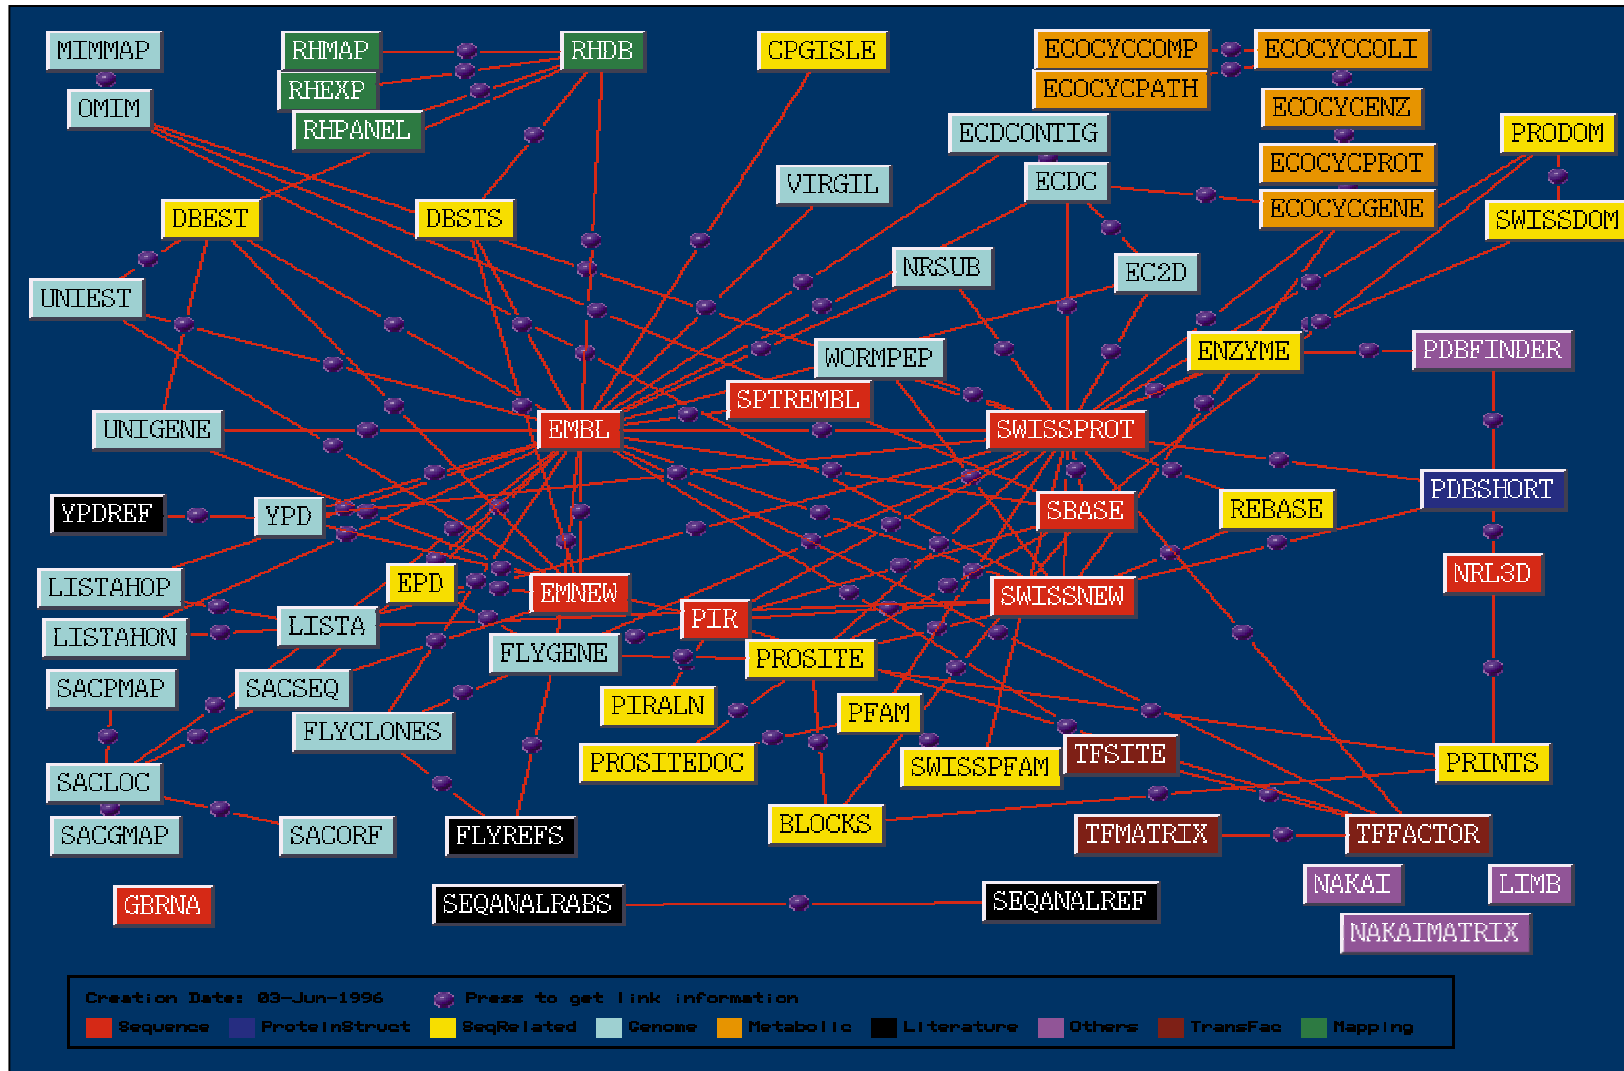 MIMMAP
RHMAP
RHDB
CPGISLE
ECOCYCCOMP
ECOCYCCOLI
RHEXP
ECOCYCPATH
OMIM
ECOCYCENZ
RHPANEL
ECDCONTIG
PRODOM
ECOCYCPROT
VIRGIL
ECDC
ECOCYCGENE
DBEST
DBSTS
SWISSDOM
NRSUB
EC2D
UNIEST
WORMPEP
ENZYME
PDBFINDER
SPTREMBL
UNIGENE
EMBL
SWISSPROT
PDBSHORT
YPDREF
YPD
SBASE
REBASE
NRL3D
LISTAHOP
EPD
EMNEW
SWISSNEW
PIR
LISTAHON
LISTA
FLYGENE
PROSITE
SACPMAP
SACSEQ
PIRALN
PFAM
FLYCLONES
PROSITEDOC
SWISSPFAM
TFSITE
PRINTS
SACLOC
BLOCKS
SACGMAP
SACORF
FLYREFS
TFMATRIX
TFFACTOR
NAKAI
LIMB
GBRNA
SEQANALRABS
SEQANALREF
NAKAIMATRIX
Creation Date: 03-Jun-1996 Press to get link information
Sequence ProteinStruct SeqRelated Genome Metabolic Literature Others TransFac Mapping